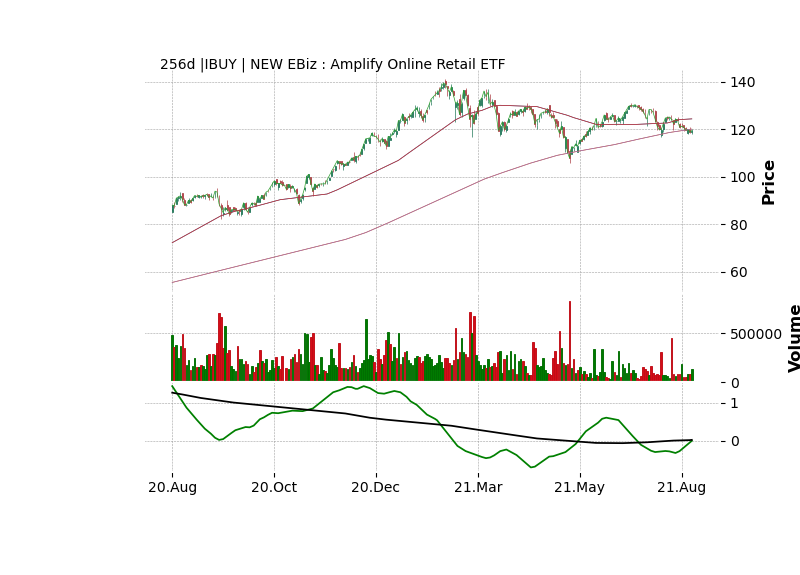 256d |IBUY | NEW EBiz : Amplify Online Retail ETF
140
120
100
80
60
Price
500000
0
Volume
1
0
20.Aug 20.Oct 20.Dec 21.Mar 21.May 21.Aug